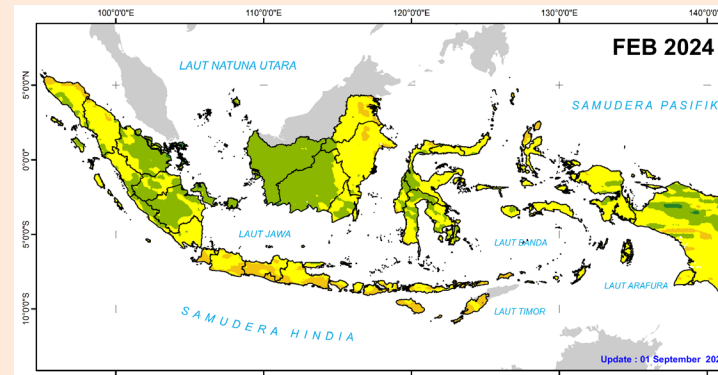 100°0'0"E 110°0'0"E 120°0'0"E 130°0'0"E 140°0'0"
FEB 2024
LAUT NATUNA UTARA
5°0'0"N
SAMUDERA PASIFIK
0°0'0"
5°0'0"S
LAUT JAWA
LAUT BANDA
LAUT ARAFURA
10°0'0"S
SAMUDERA HINDIA
LAUT TIMOR
Update : 01 September 202